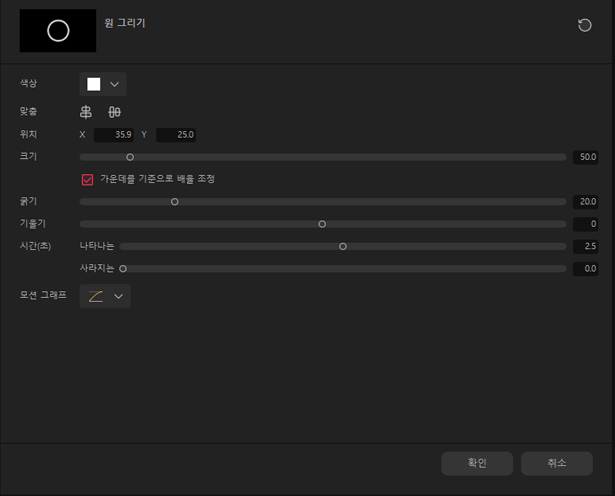 원 그리기
색상
맞춤
위치 X 35.9 Y 25.0
크기 50.0
가운데를 기준으로 배율 조정
굵기 20.0
기울기 0
시간(초) 나타나는 2.5
사라지는 0.0
모션 그래프
확인 취소